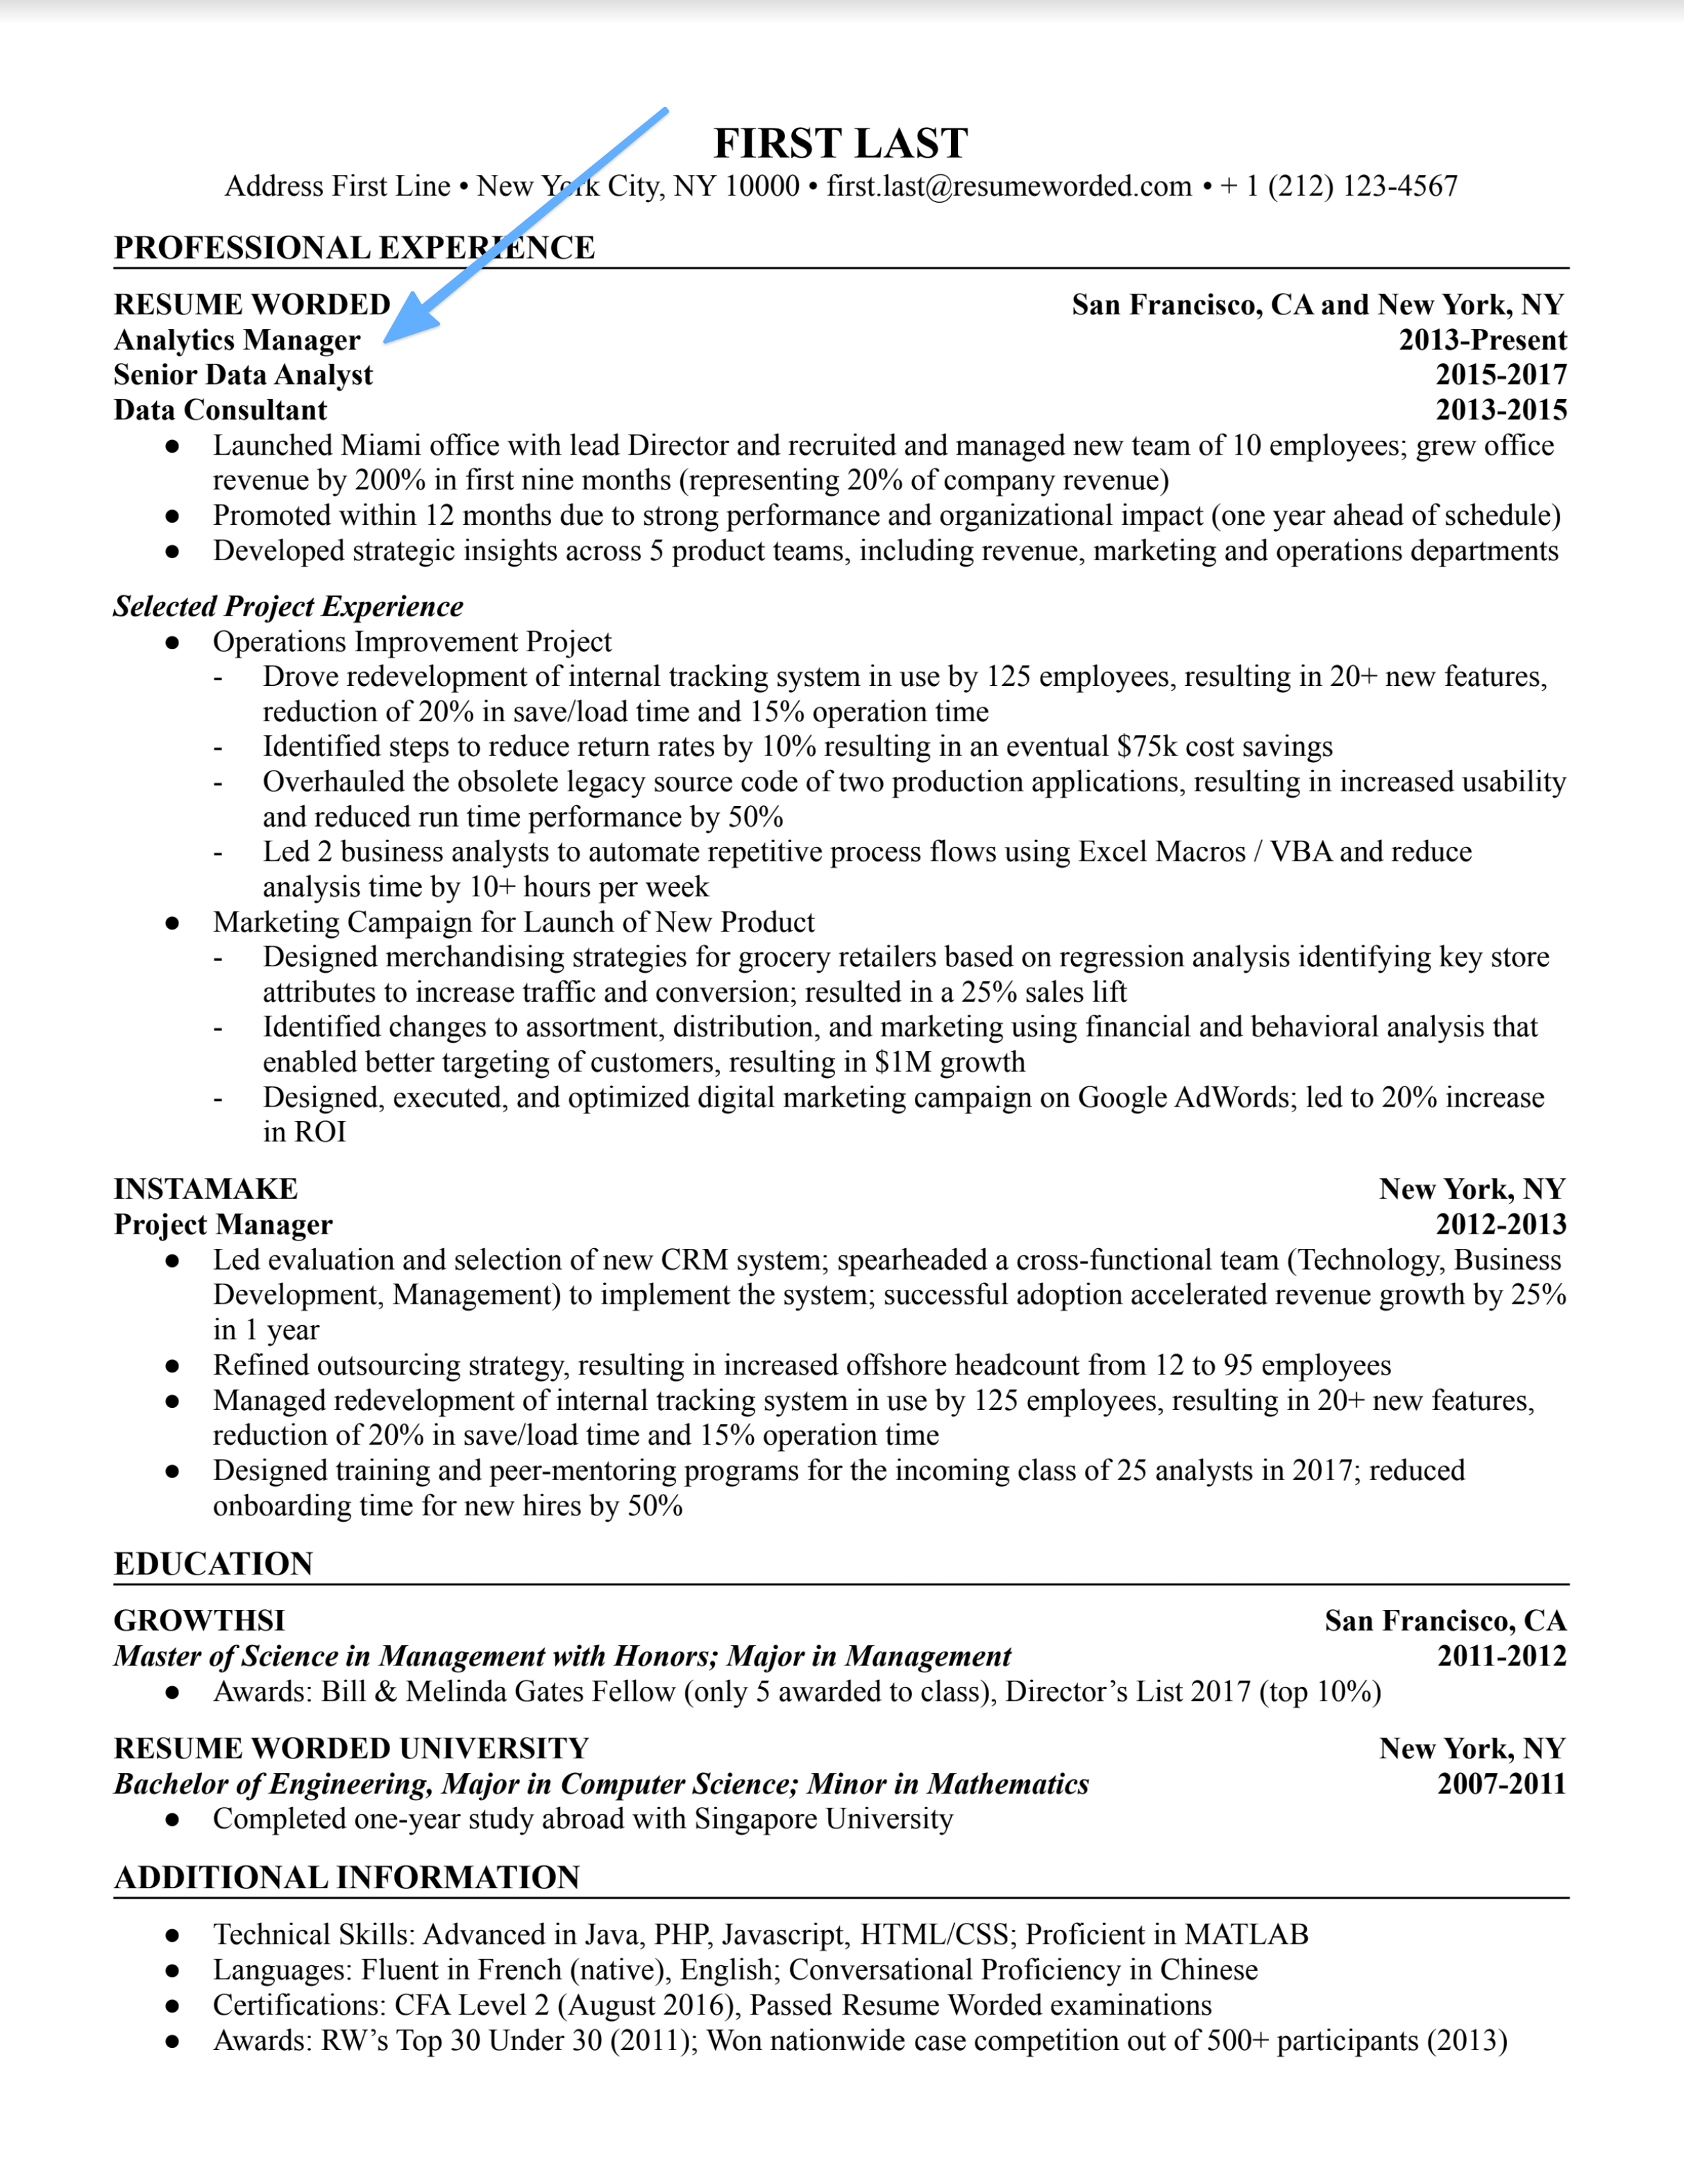 FIRST LAST
Address First Line • New York City, NY 10000 • first.last@resumeworded.com • + 1 (212) 123-4567
PROFESSIONAL EXPERIENCE
RESUME WORDED San Francisco, CA and New York, NY
Analytics Manager 2013-Present
Senior Data Analyst 2015-2017
Data Consultant 2013-2015
● Launched Miami office with lead Director and recruited and managed new team of 10 employees; grew office
revenue by 200% in first nine months (representing 20% of company revenue)
● Promoted within 12 months due to strong performance and organizational impact (one year ahead of schedule)
● Developed strategic insights across 5 product teams, including revenue, marketing and operations departments
Selected Project Experience
● Operations Improvement Project
- Drove redevelopment of internal tracking system in use by 125 employees, resulting in 20+ new features,
reduction of 20% in save/load time and 15% operation time
- Identified steps to reduce return rates by 10% resulting in an eventual $75k cost savings
- Overhauled the obsolete legacy source code of two production applications, resulting in increased usability
and reduced run time performance by 50%
- Led 2 business analysts to automate repetitive process flows using Excel Macros / VBA and reduce
analysis time by 10+ hours per week
● Marketing Campaign for Launch of New Product
- Designed merchandising strategies for grocery retailers based on regression analysis identifying key store
attributes to increase traffic and conversion; resulted in a 25% sales lift
- Identified changes to assortment, distribution, and marketing using financial and behavioral analysis that
enabled better targeting of customers, resulting in $1M growth
- Designed, executed, and optimized digital marketing campaign on Google AdWords; led to 20% increase
in ROI
INSTAMAKE New York, NY
Project Manager 2012-2013
● Led evaluation and selection of new CRM system; spearheaded a cross-functional team (Technology, Business
Development, Management) to implement the system; successful adoption accelerated revenue growth by 25%
in 1 year
● Refined outsourcing strategy, resulting in increased offshore headcount from 12 to 95 employees
● Managed redevelopment of internal tracking system in use by 125 employees, resulting in 20+ new features,
reduction of 20% in save/load time and 15% operation time
● Designed training and peer-mentoring programs for the incoming class of 25 analysts in 2017; reduced
onboarding time for new hires by 50%
EDUCATION
GROWTHSI San Francisco, CA
Master of Science in Management with Honors; Major in Management 2011-2012
● Awards: Bill & Melinda Gates Fellow (only 5 awarded to class), Director’s List 2017 (top 10%)
RESUME WORDED UNIVERSITY New York, NY
Bachelor of Engineering, Major in Computer Science; Minor in Mathematics 2007-2011
● Completed one-year study abroad with Singapore University
ADDITIONAL INFORMATION
● Technical Skills: Advanced in Java, PHP, Javascript, HTML/CSS; Proficient in MATLAB
● Languages: Fluent in French (native), English; Conversational Proficiency in Chinese
● Certifications: CFA Level 2 (August 2016), Passed Resume Worded examinations
● Awards: RW’s Top 30 Under 30 (2011); Won nationwide case competition out of 500+ participants (2013)